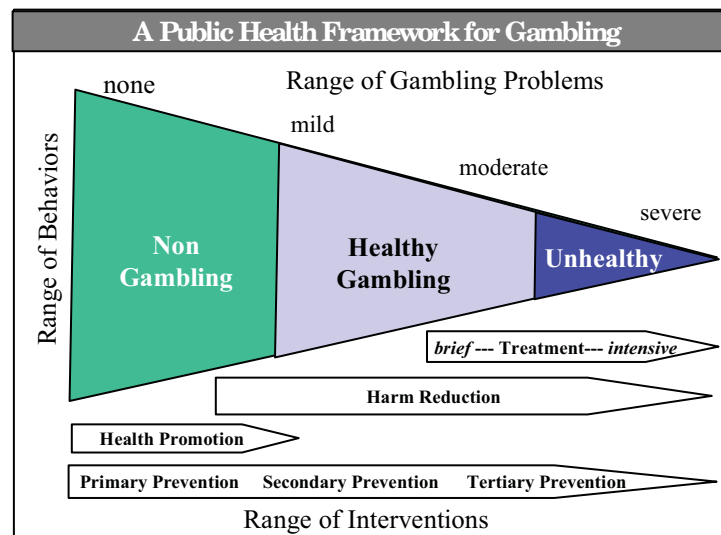 A Public Health Framework for Gambling
Range of Gambling Problems
none
mild
moderate
severe
Range of Behaviors
Non
Gambling
Healthy
Gambling
Unhealthy
brief --- Treatment--- intensive
Harm Reduction
Health Promotion
Primary Prevention Secondary Prevention Tertiary Prevention
Range of Interventions